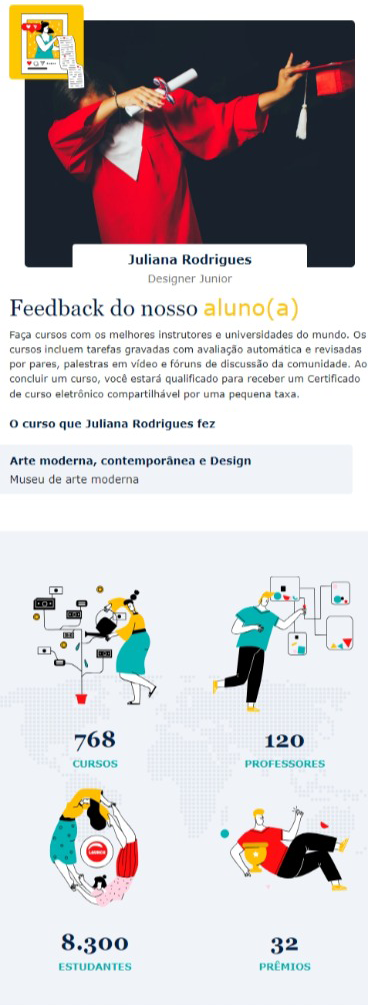 Juliana Rodrigues
Designer Junior
Feedback do nosso aluno(a)
Faça cursos com os melhores instrutores e universidades do mundo. Os
cursos incluem tarefas gravadas com avaliação automática e revisadas
por pares, palestras em vídeo e fóruns de discussão da comunidade. Ao
concluir um curso, você estará qualificado para receber um Certificado
de curso eletrônico compartilhável por uma pequena taxa.
O curso que Juliana Rodrigues fez
Arte moderna, contemporânea e Design
Museu de arte moderna
768
CURSOS
120
PROFESSORES
8.300
ESTUDANTES
32
PRÊMIOS